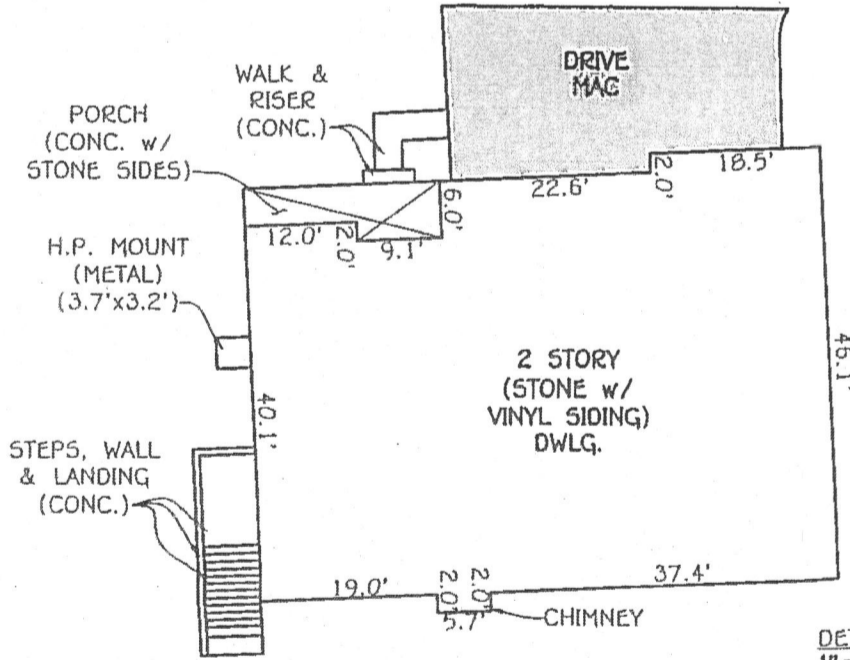 DRIVE
MAC
WALK &
RISER
(CONC.)
PORCH
(CONC. w/
STONE SIDES)
18.5'
2.0'
22.6'
6.0'
12.0'
2.0'
9.1'
H.P. MOUNT
(METAL)
(3.7'x3.2')
2 STORY
(STONE w/
VINYL SIDING)
DWLG.
46.1'
40.1'
STEPS, WALL
& LANDING
(CONC.)
19.0'
2.0'
2.0'
37.4'
5.7'
CHIMNEY